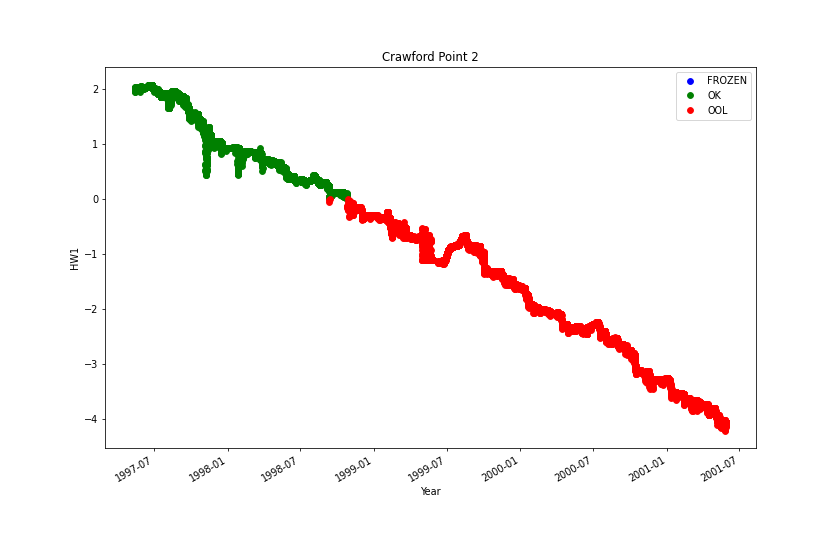 Crawford Point 2
FROZEN
OK
OOL
HW1
2
1
0
−1
−2
−3
−4
1997-07
1998-01
1998-07
1999-01
1999-07
2000-01
2000-07
2001-01
2001-07
Year